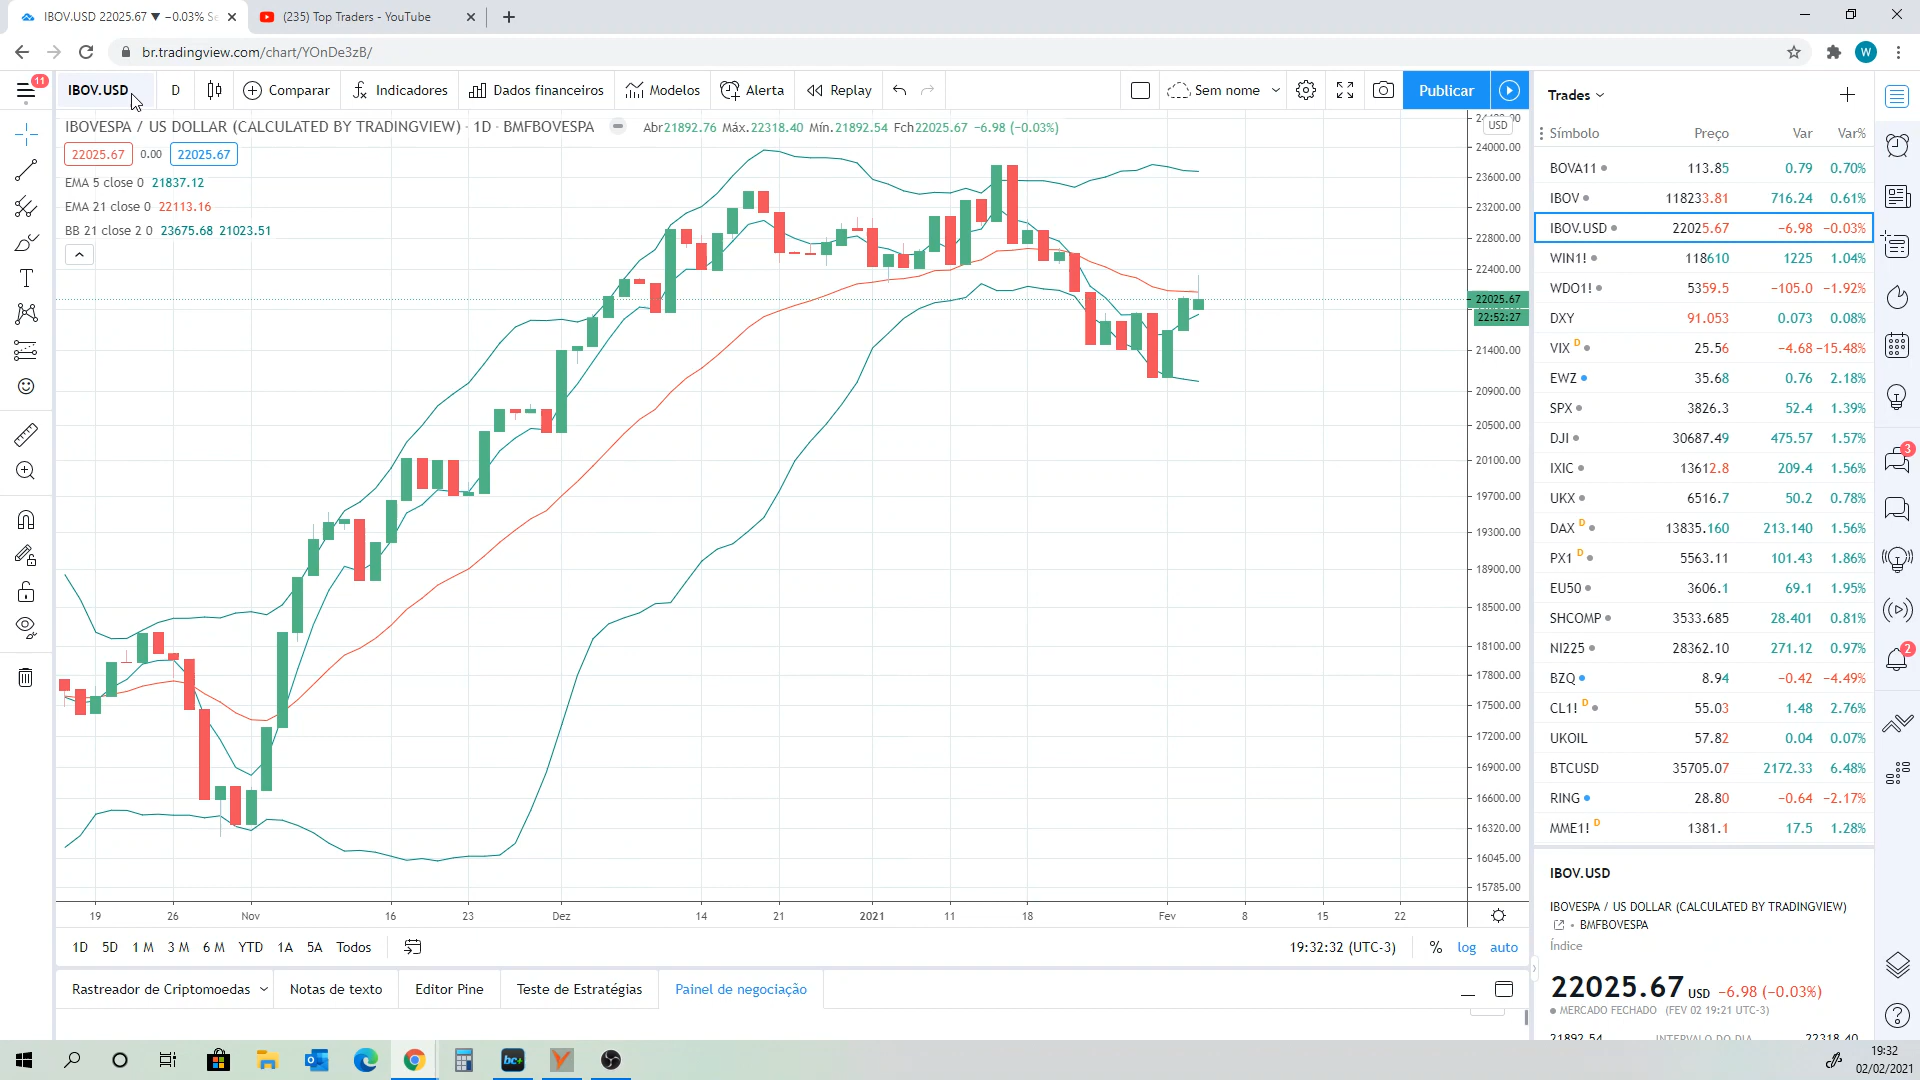 IBOV.USD 22025.67 ▼ −0.03% Se
(235) Top Traders - YouTube
br.tradingview.com/chart/YOnDe3zB/
W
11
IBOV.USD
D
Comparar
Indicadores
Dados financeiros
Modelos
Alerta
Replay
Sem nome
Publicar
IBOVESPA / US DOLLAR (CALCULATED BY TRADINGVIEW) · 1D · BMFBOVESPA
Abr21892.76 Máx.22318.40 Mín.21892.54 Fch22025.67 −6.98 (−0.03%)
22025.67 0.00 22025.67
EMA 5 close 0 21837.12
EMA 21 close 0 22113.16
BB 21 close 2 0 23675.68 21023.51
USD
24000.00
23600.00
23200.00
22800.00
22400.00
22025.67
22:52:27
21400.00
20900.00
20500.00
20100.00
19700.00
19300.00
18900.00
18500.00
18100.00
17800.00
17500.00
17200.00
16900.00
16600.00
16320.00
16045.00
15785.00
19 26 Nov 16 23 Dez 14 21 2021 11 18 Fev 8 15 22
1D 5D 1 M 3 M 6 M YTD 1A 5A Todos
19:32:32 (UTC-3) % log auto
Rastreador de Criptomoedas
Notas de texto
Editor Pine
Teste de Estratégias
Painel de negociação
Trades
Símbolo Preço Var Var%
BOVA11 113.85 0.79 0.70%
IBOV 118233.81 716.24 0.61%
IBOV.USD 22025.67 −6.98 −0.03%
WIN1! 118610 1225 1.04%
WDO1! 5359.5 −105.0 −1.92%
DXY 91.053 0.073 0.08%
VIX D 25.56 −4.68 −15.48%
EWZ 35.68 0.76 2.18%
SPX 3826.3 52.4 1.39%
DJI 30687.49 475.57 1.57%
IXIC 13612.8 209.4 1.56%
UKX 6516.7 50.2 0.78%
DAX D 13835.160 213.140 1.56%
PX1 D 5563.11 101.43 1.86%
EU50 3606.1 69.1 1.95%
SHCOMP 3533.685 28.401 0.81%
NI225 28362.10 271.12 0.97%
BZQ 8.94 −0.42 −4.49%
CL1! D 55.03 1.48 2.76%
UKOIL 57.82 0.04 0.07%
BTCUSD 35705.07 2172.33 6.48%
RING 28.80 −0.64 −2.17%
MME1! D 1381.1 17.5 1.28%
IBOV.USD
IBOVESPA / US DOLLAR (CALCULATED BY TRADINGVIEW)
• BMFBOVESPA
Índice
22025.67 USD −6.98 (−0.03%)
MERCADO FECHADO (FEV 02 19:21 UTC-3)
21892.54 INTERVALO DO DIA 22318.40
3
2
bc+
19:32
02/02/2021